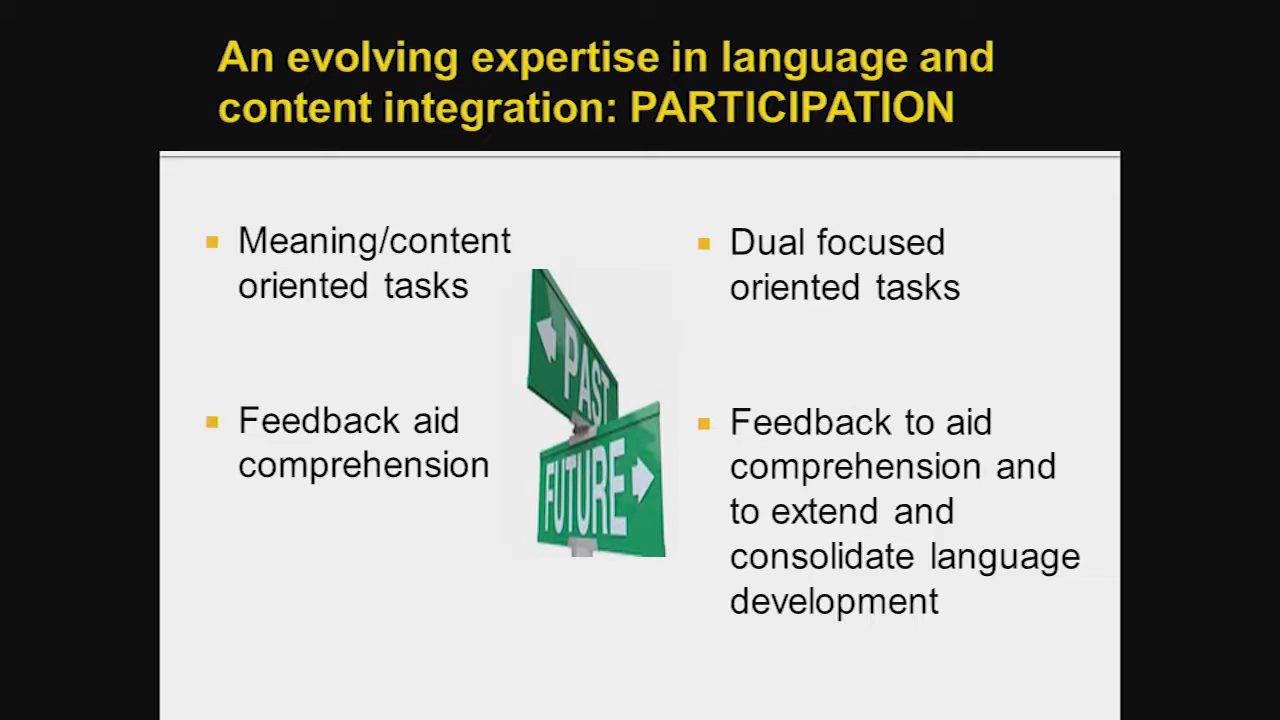 An evolving expertise in language and
content integration: PARTICIPATION
Meaning/content
oriented tasks
Feedback aid
comprehension
PAST
FUTURE
Dual focused
oriented tasks
Feedback to aid
comprehension and
to extend and
consolidate language
development